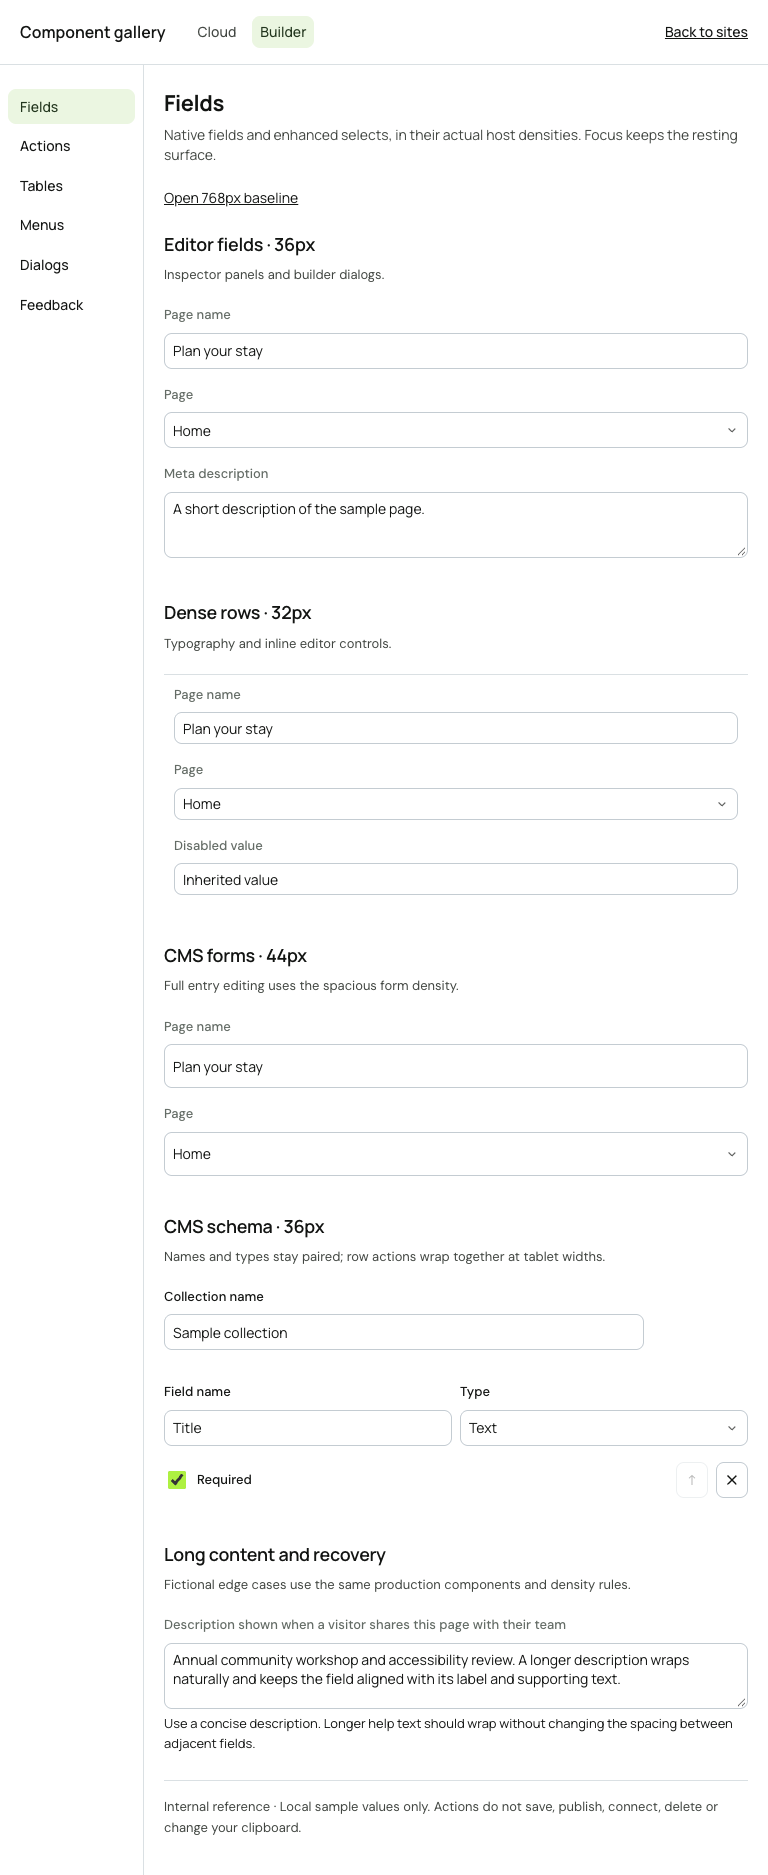 Component gallery
Cloud
Builder
Back to sites
Fields
Actions
Tables
Menus
Dialogs
Feedback
Fields
Native fields and enhanced selects, in their actual host densities. Focus keeps the resting
surface.
Open 768px baseline
Editor fields · 36px
Inspector panels and builder dialogs.
Page name
Plan your stay
Page
Home
Meta description
A short description of the sample page.
Dense rows · 32px
Typography and inline editor controls.
Page name
Plan your stay
Page
Home
Disabled value
Inherited value
CMS forms · 44px
Full entry editing uses the spacious form density.
Page name
Plan your stay
Page
Home
CMS schema · 36px
Names and types stay paired; row actions wrap together at tablet widths.
Collection name
Sample collection
Field name
Type
Title
Text
Required
Long content and recovery
Fictional edge cases use the same production components and density rules.
Description shown when a visitor shares this page with their team
Annual community workshop and accessibility review. A longer description wraps
naturally and keeps the field aligned with its label and supporting text.
Use a concise description. Longer help text should wrap without changing the spacing between
adjacent fields.
Internal reference · Local sample values only. Actions do not save, publish, connect, delete or
change your clipboard.